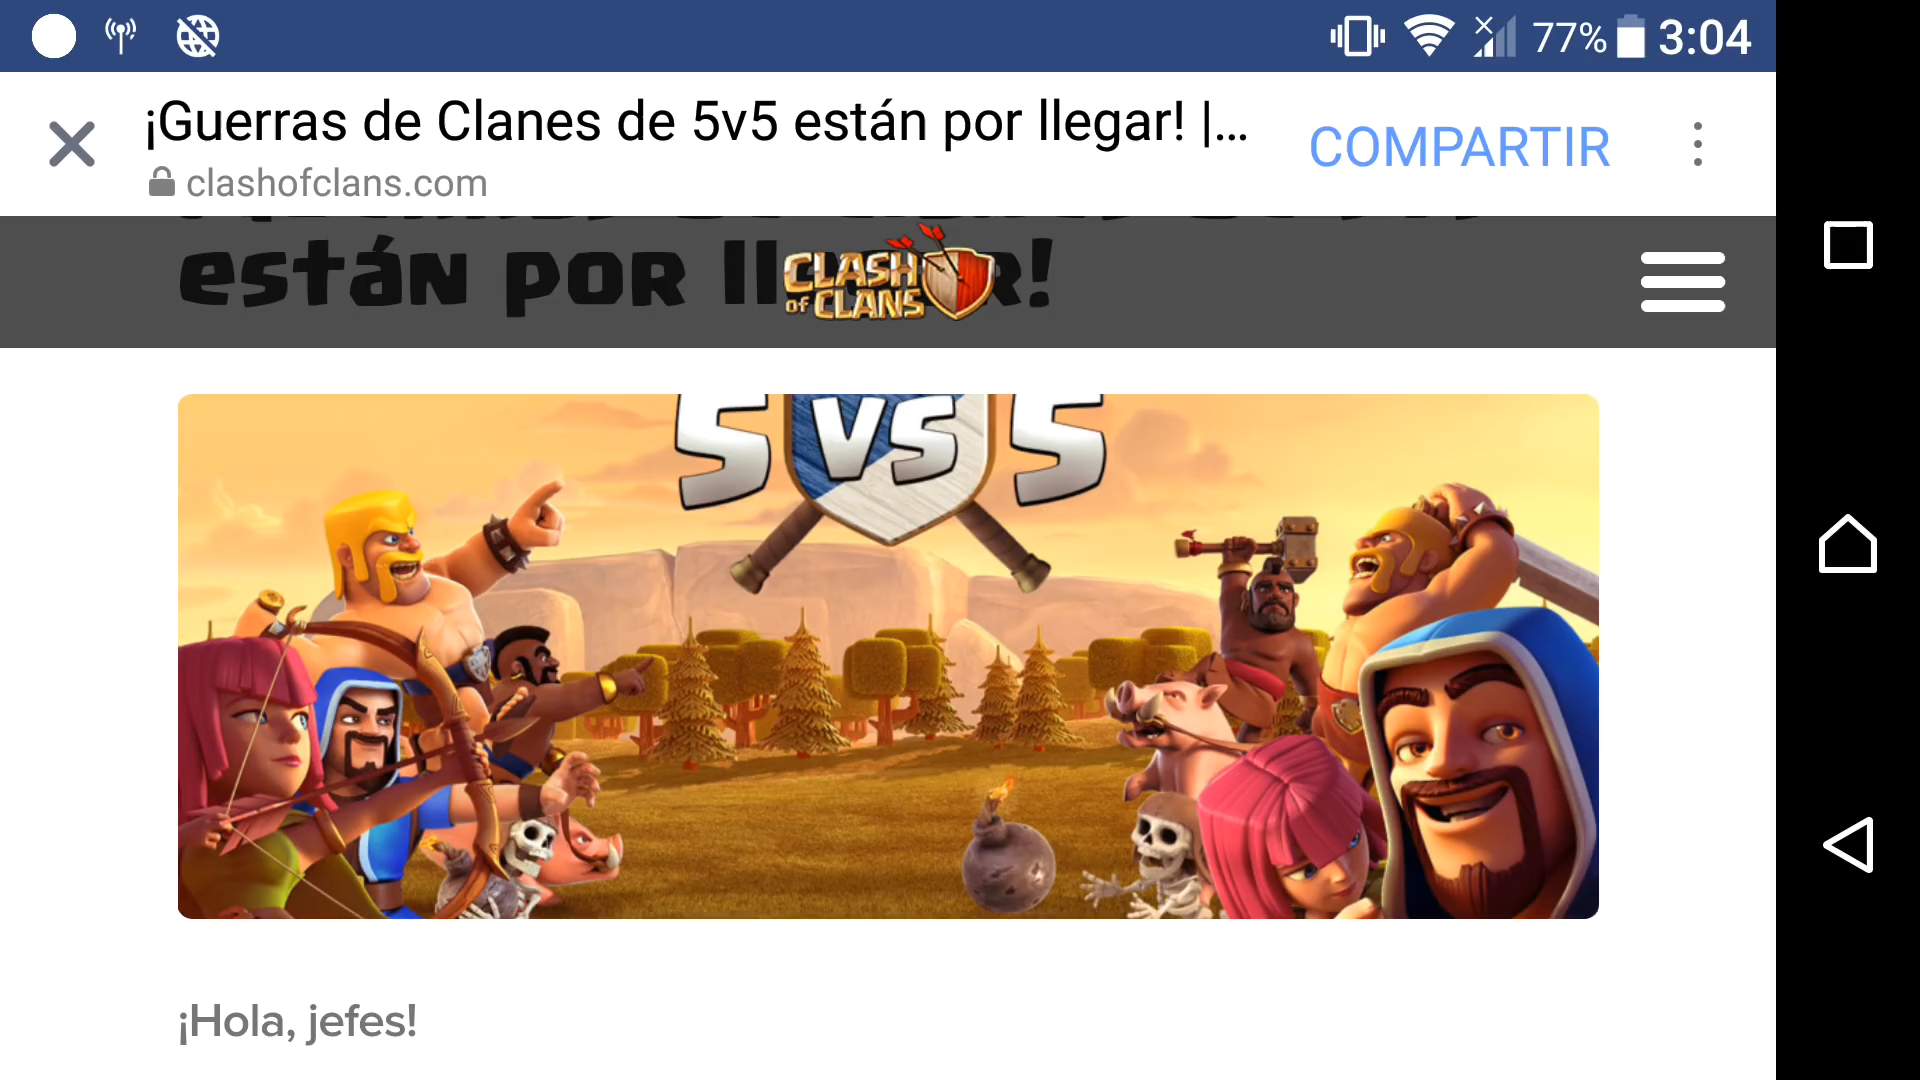 77% 3:04
¡Guerras de Clanes de 5v5 están por llegar! |...
COMPARTIR
clashofclans.com
están por
CLASH
of CLANS
5 vs 5
¡Hola, jefes!